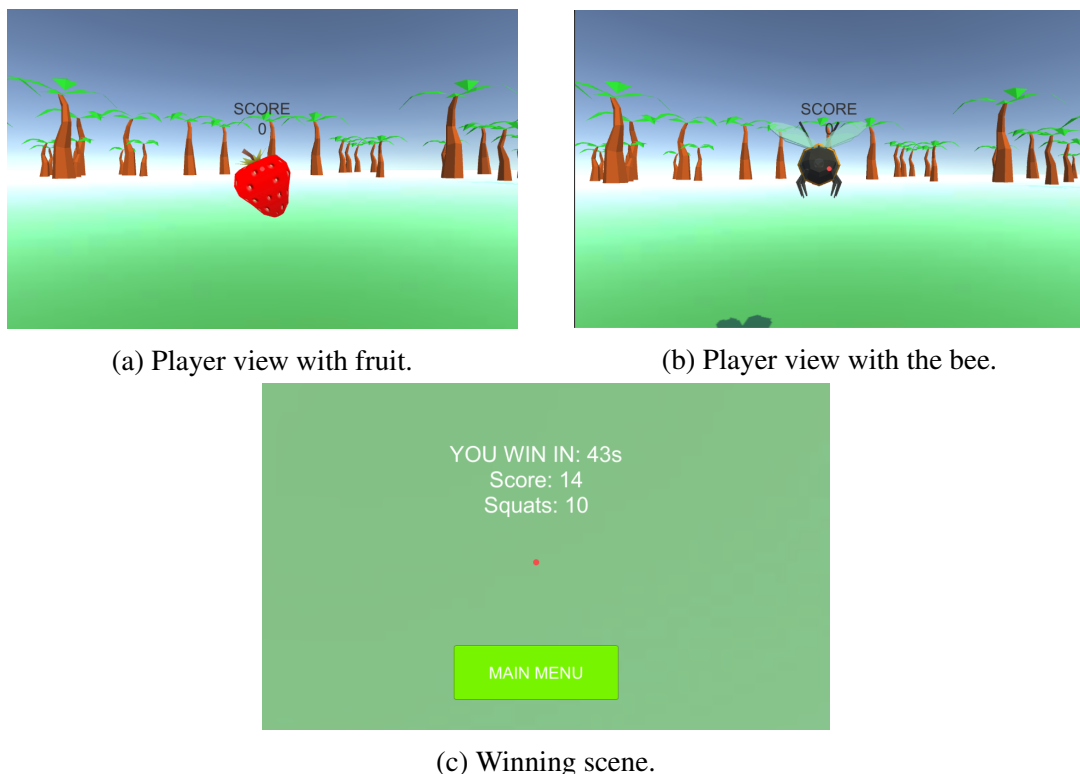 SCORE
0
SCORE
(a) Player view with fruit.
(b) Player view with the bee.
YOU WIN IN: 43s
Score: 14
Squats: 10
MAIN MENU
(c) Winning scene.